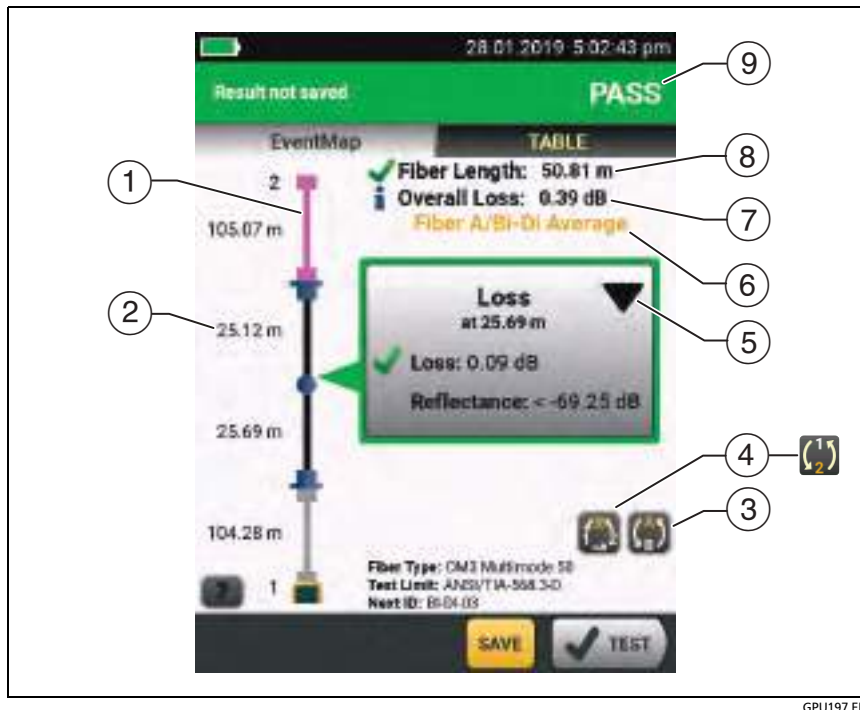 28 01 2019 5:02:43 pm
9
Result not saved
PASS
EventMap
TABLE
1
2
Fiber Length: 50.81 m
8
Overall Loss: 0.39 dB
7
105.07 m
Fiber A/Bi-Di Average
6
Loss
at 25.69 m
2
25.12 m
5
Loss: 0.09 dB
Reflectance: < -69.25 dB
25.69 m
4
1
2
3
104.28 m
Fiber Type: OM3 Multimode 50
Test Limit: ANSI/TIA-568.3-D
? 1
Next ID: BI-DI-03
SAVE
TEST